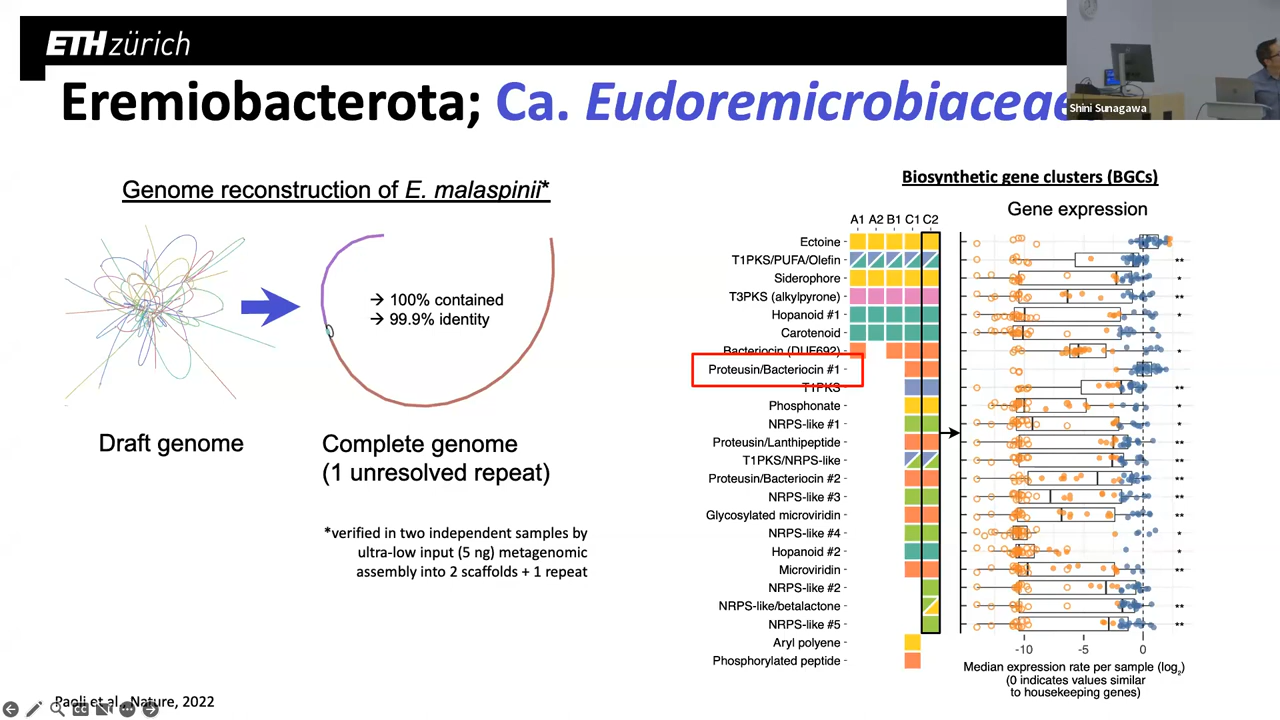 ETH zürich
Shini Sunagawa
Eremiobacterota; Ca. Eudoremicrobiaceae
Genome reconstruction of E. malaspinii*
→ 100% contained
→ 99.9% identity
Draft genome
Complete genome
(1 unresolved repeat)
*verified in two independent samples by
ultra-low input (5 ng) metagenomic
assembly into 2 scaffolds + 1 repeat
Paoli et al., Nature, 2022
CC
Biosynthetic gene clusters (BGCs)
Gene expression
A1 A2 B1 C1 C2
Ectoine
T1PKS/PUFA/Olefin **
Siderophore *
T3PKS (alkylpyrone) **
Hopanoid #1 *
Carotenoid
Bacteriocin (DUF692) *
Proteusin/Bacteriocin #1
T1PKS **
Phosphonate *
NRPS-like #1 *
Proteusin/Lanthipeptide **
T1PKS/NRPS-like **
Proteusin/Bacteriocin #2 **
NRPS-like #3 **
Glycosylated microviridin **
NRPS-like #4 *
Hopanoid #2 *
Microviridin **
NRPS-like #2
NRPS-like/betalactone **
NRPS-like #5 **
Aryl polyene
Phosphorylated peptide
-10 -5 0
Median expression rate per sample (log2)
(0 indicates values similar
to housekeeping genes)